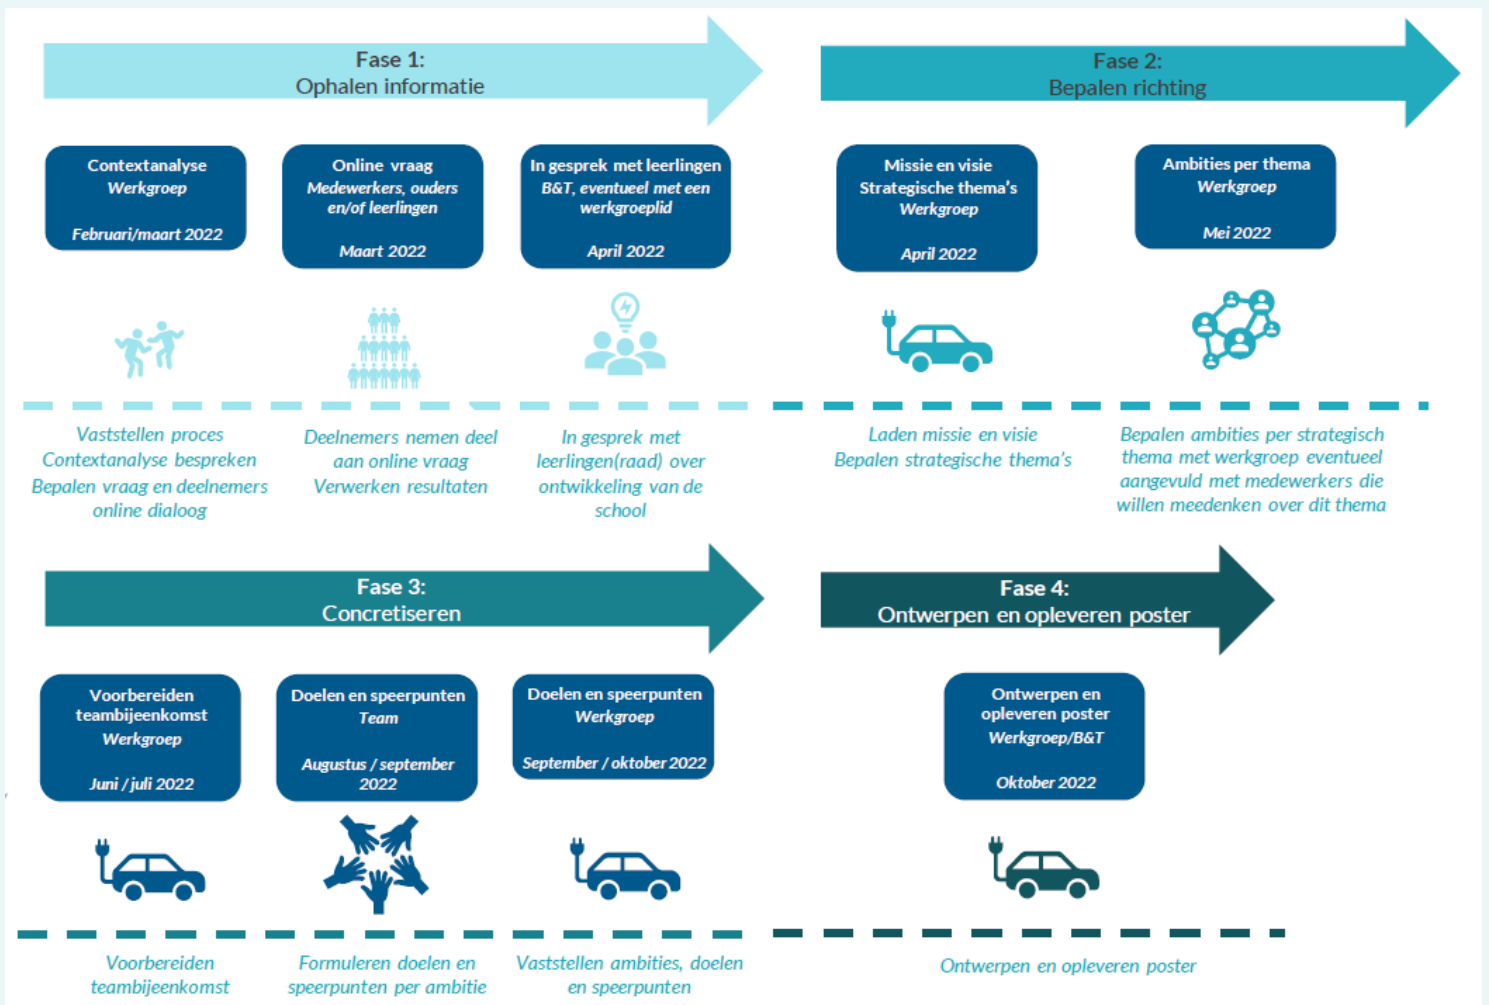 Fase 1:
Ophalen informatie
Fase 2:
Bepalen richting
Contextanalyse
Werkgroep
Februari/maart 2022
Online vraag
Medewerkers, ouders
en/of leerlingen
Maart 2022
In gesprek met leerlingen
B&T, eventueel met een
werkgroeplid
April 2022
Missie en visie
Strategische thema's
Werkgroep
April 2022
Ambities per thema
Werkgroep
Mei 2022
Vaststellen proces
Contextanalyse bespreken
Bepalen vraag en deelnemers
online dialoog
Deelnemers nemen deel
aan online vraag
Verwerken resultaten
In gesprek met
leerlingen(raad) over
ontwikkeling van de
school
Laden missie en visie
Bepalen strategische thema's
Bepalen ambities per strategisch
thema met werkgroep eventueel
aangevuld met medewerkers die
willen meedenken over dit thema
Fase 3:
Concretiseren
Fase 4:
Ontwerpen en opleveren poster
Voorbereiden
teambijeenkomst
Werkgroep
Juni / juli 2022
Doelen en speerpunten
Team
Augustus / september
2022
Doelen en speerpunten
Werkgroep
September / oktober 2022
Ontwerpen en
opleveren poster
Werkgroep/B&T
Oktober 2022
Voorbereiden
teambijeenkomst
Formuleren doelen en
speerpunten per ambitie
Vaststellen ambities, doelen
en speerpunten
Ontwerpen en opleveren poster